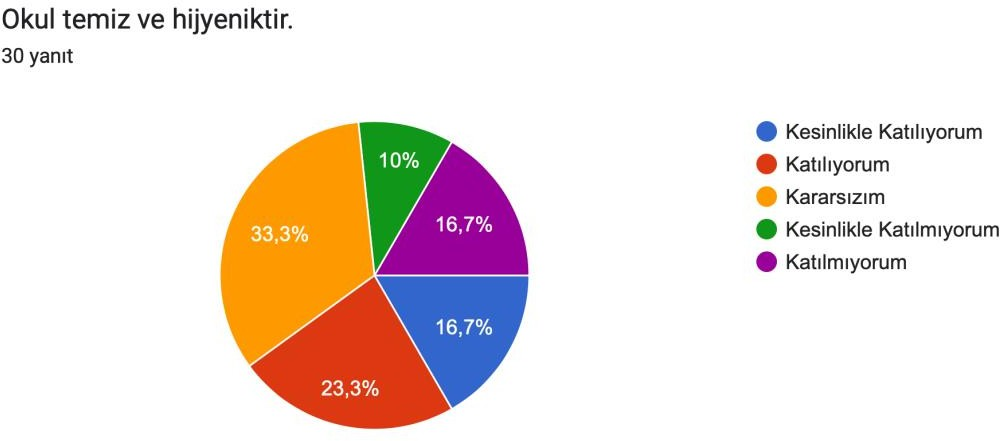 Okul temiz ve hijyeniktir.
30 yanıt
10%
16,7%
33,3%
16,7%
23,3%
Kesinlikle Katılıyorum
Katılıyorum
Kararsızım
Kesinlikle Katılmıyorum
Katılmıyorum